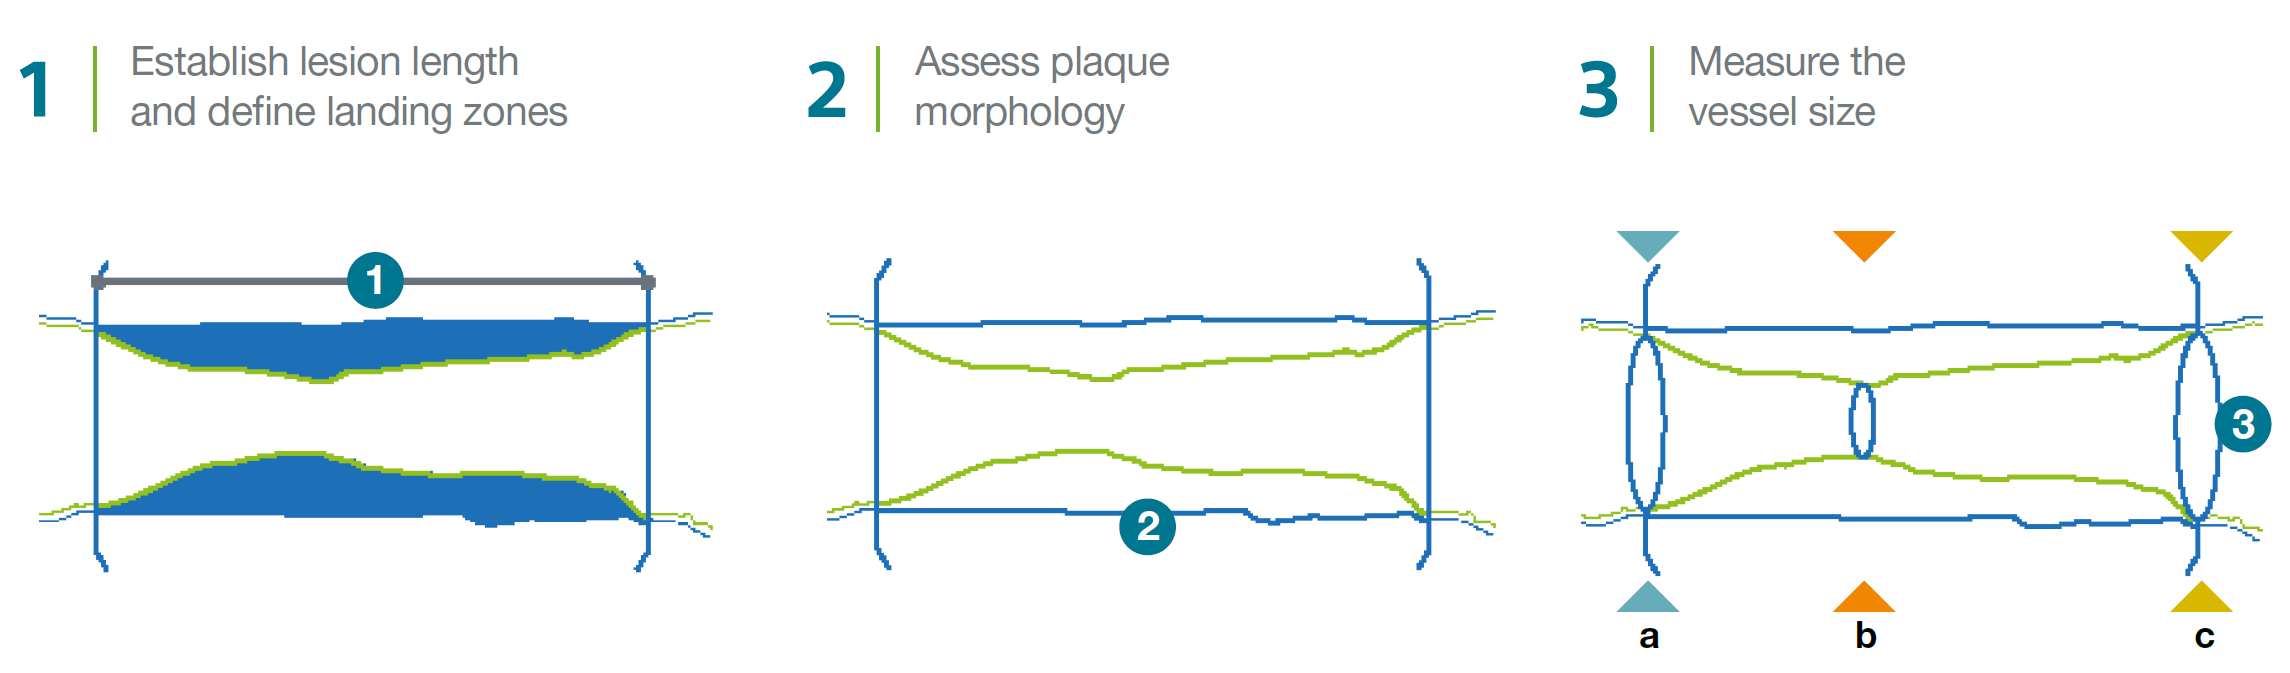 1
Establish lesion length
and define landing zones
2
Assess plaque
morphology
3
Measure the
vessel size
1
2
3
a
b
c